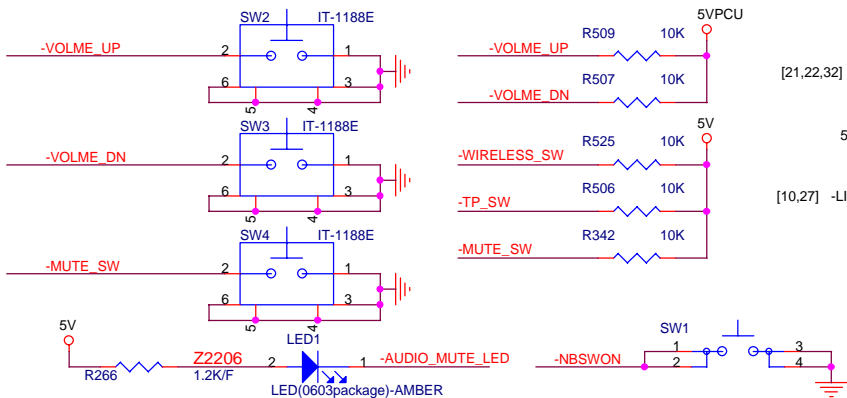 SW2 IT-1188E
-VOLME_UP 2 1
6 3
5 4
SW3 IT-1188E
-VOLME_DN 2 1
6 3
5 4
SW4 IT-1188E
-MUTE_SW 2 1
6 3
5 4
5V
R266 Z2206
1.2K/F
LED1
2 1 -AUDIO_MUTE_LED
LED(0603package)-AMBER
5VPCU
-VOLME_UP R509 10K
-VOLME_DN R507 10K
5V
-WIRELESS_SW R525 10K
-TP_SW R506 10K
-MUTE_SW R342 10K
SW1
-NBSWON 1 3
2 4
[21,22,32]
5
[10,27] -LI